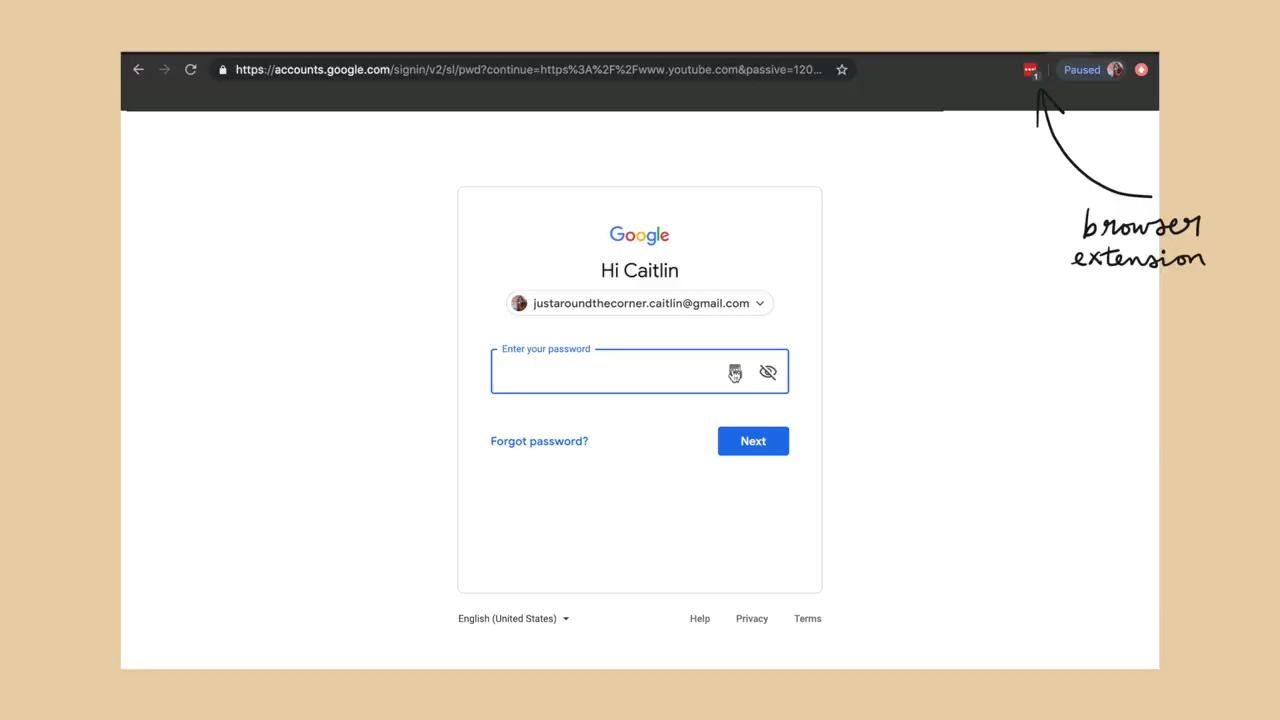 https://accounts.google.com/signin/v2/sl/pwd?continue=https%3A%2F%2Fwww.youtube.com&passive=120...
1
Paused
browser
extension
Google
Hi Caitlin
justaroundthecorner.caitlin@gmail.com
Enter your password
Forgot password?
Next
English (United States)
Help
Privacy
Terms